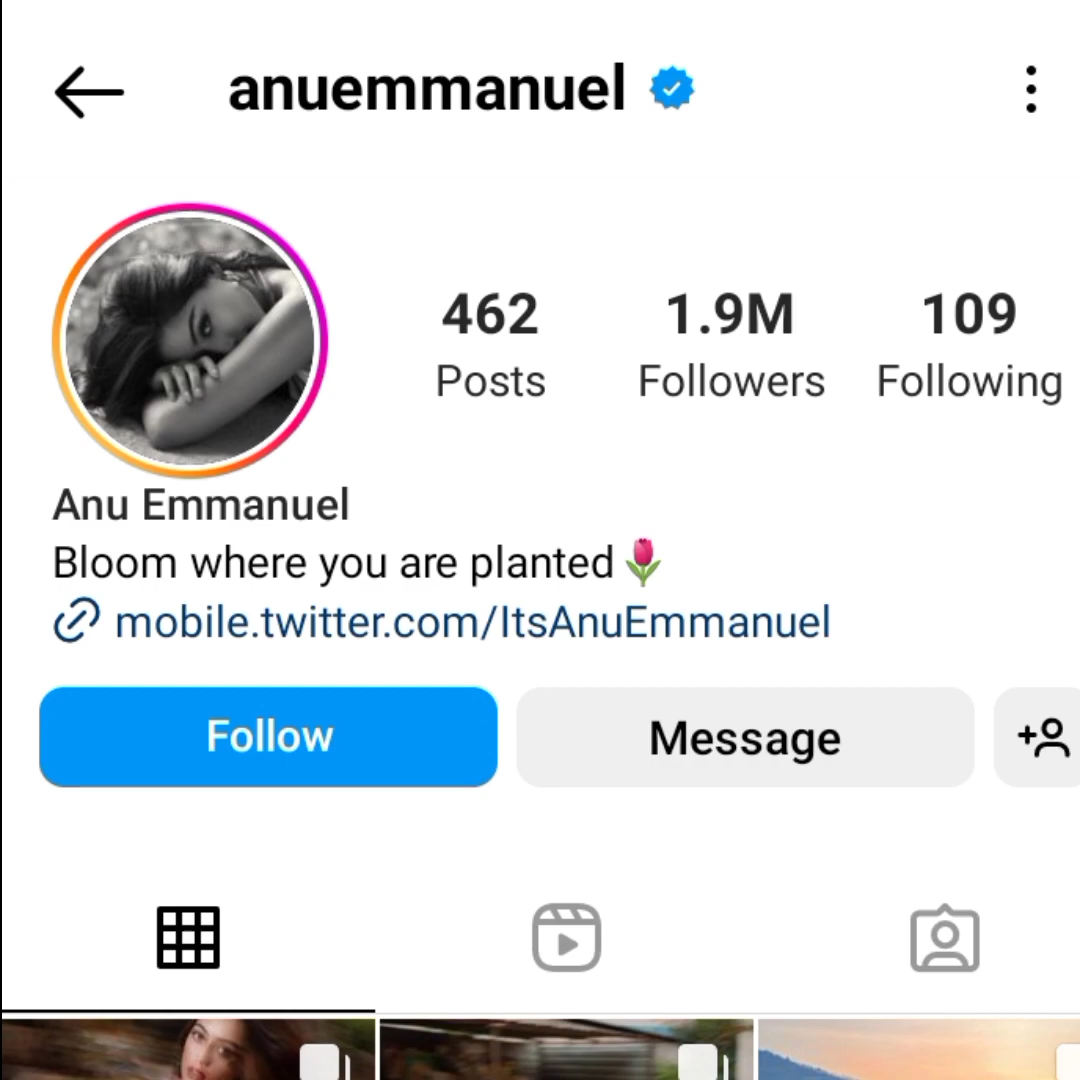 anuemmanuel
462 1.9M 109
Posts Followers Following
Anu Emmanuel
Bloom where you are planted🌷
mobile.twitter.com/ItsAnuEmmanuel
Follow Message